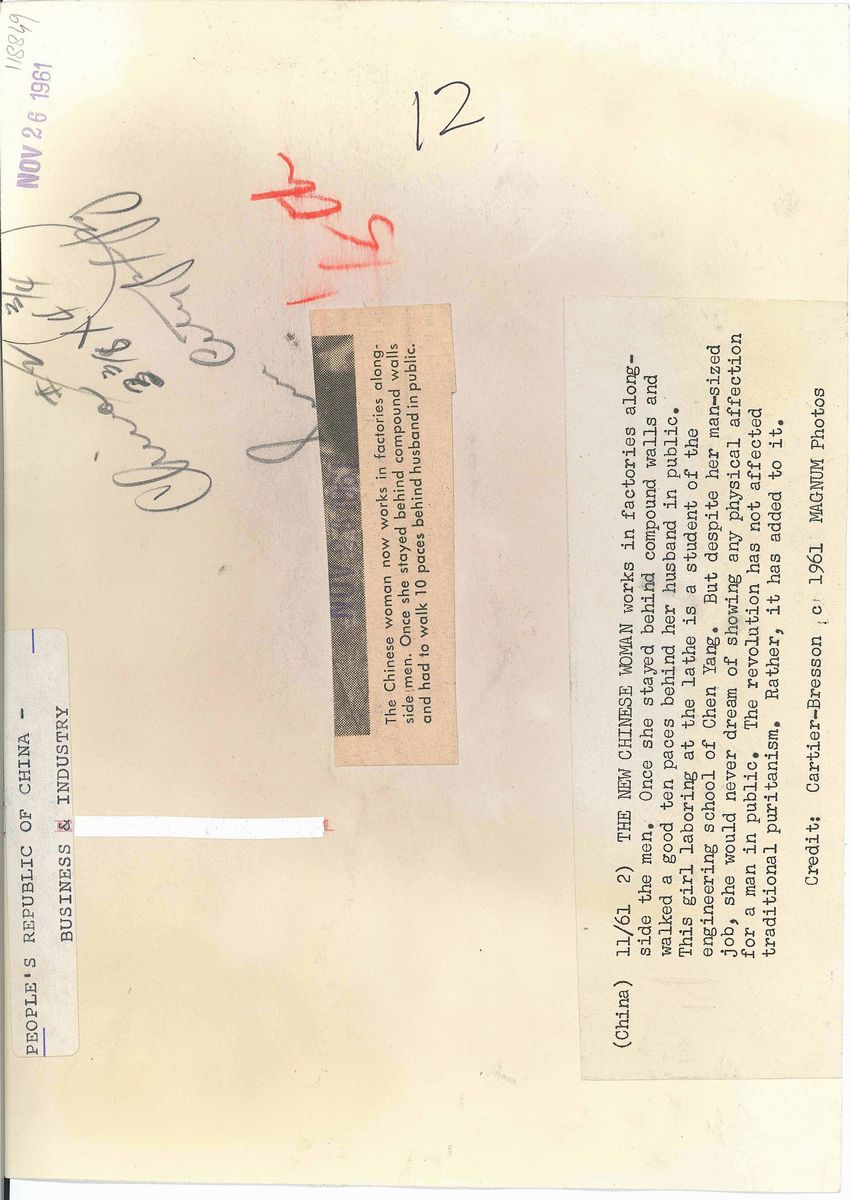 118849
NOV 26 1961
12
China
PEOPLE'S REPUBLIC OF CHINA -
BUSINESS & INDUSTRY
NOV 26 1961
The Chinese woman now works in factories along-
side men. Once she stayed behind compound walls
and had to walk 10 paces behind husband in public.
(China) 11/61 2) THE NEW CHINESE WOMAN works in factories along-
side the men. Once she stayed behind compound walls and
walked a good ten paces behind her husband in public.
This girl laboring at the lathe is a student of the
engineering school of Chen Yang. But despite her man-sized
job, she would never dream of showing any physical affection
for a man in public. The revolution has not affected
traditional puritanism. Rather, it has added to it.
Credit: Cartier-Bresson (c) 1961 MAGNUM Photos